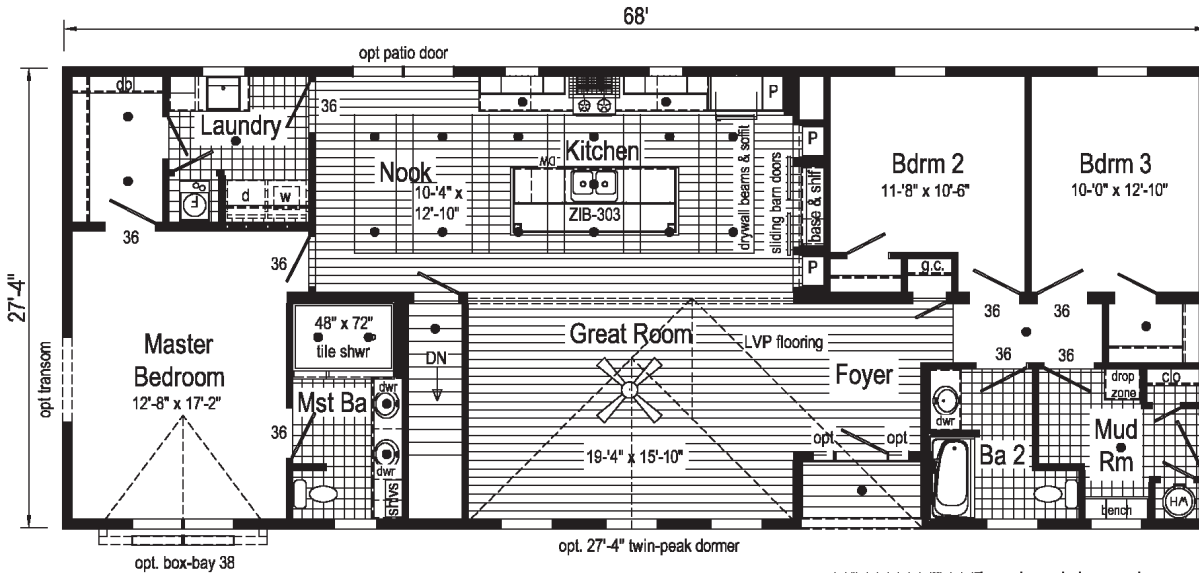 68'
opt patio door
27'-4"
db
Laundry
36
d
w
F
36
36
Nook
10-'4" x
12'-10"
Kitchen
DW
ZIB-303
P
P
P
drywall beams & soffit
sliding barn doors
base & shlf
Bdrm 2
11-'8" x 10'-6"
Bdrm 3
10-'0" x 12'-10"
g.c.
36
36
36
36
opt transom
Master
Bedroom
12'-8" x 17'-2"
48" x 72"
tile shwr
Mst Ba
36
dwr
dwr
shvs
DN
Great Room
LVP flooring
Foyer
19-'4" x 15'-10"
opt
opt
dwr
Ba 2
drop
zone
c/o
Mud
Rm
HW
bench
opt. box-bay 38
opt. 27'-4" twin-peak dormer